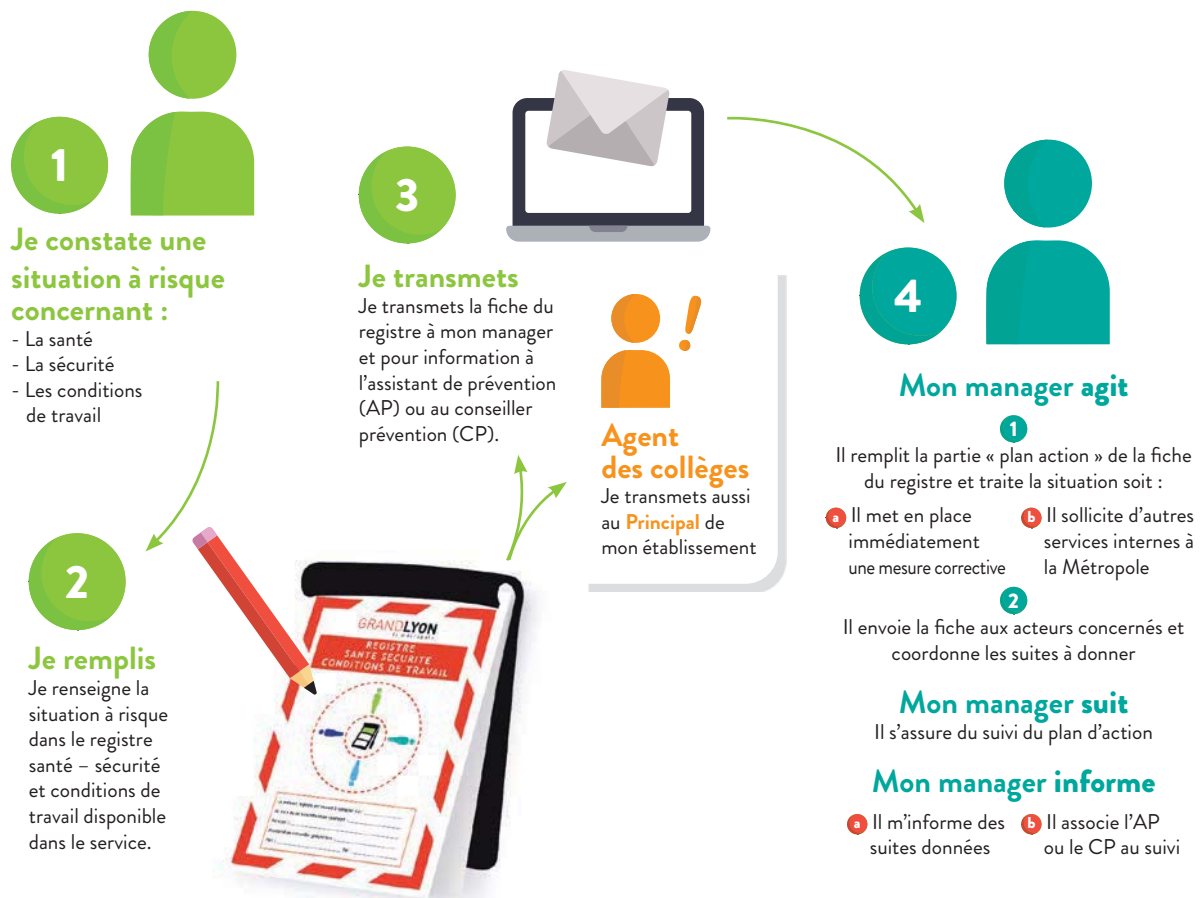 1
Je constate une
situation à risque
concernant :
- La santé
- La sécurité
- Les conditions
de travail
2
Je remplis
Je renseigne la
situation à risque
dans le registre
santé – sécurité
et conditions de
travail disponible
dans le service.
GRANDLYON
REGISTRE
SANTE SECURITE
CONDITIONS DE TRAVAIL
3
Je transmets
Je transmets la fiche du
registre à mon manager
et pour information à
l'assistant de prévention
(AP) ou au conseiller
prévention (CP).
!
Agent
des collèges
Je transmets aussi
au Principal de
mon établissement
4
Mon manager agit
1
Il remplit la partie « plan action » de la fiche
du registre et traite la situation soit :
a Il met en place
immédiatement
une mesure corrective
b Il sollicite d'autres
services internes à
la Métropole
2
Il envoie la fiche aux acteurs concernés et
coordonne les suites à donner
Mon manager suit
Il s'assure du suivi du plan d'action
Mon manager informe
a Il m'informe des
suites données
b Il associe l'AP
ou le CP au suivi